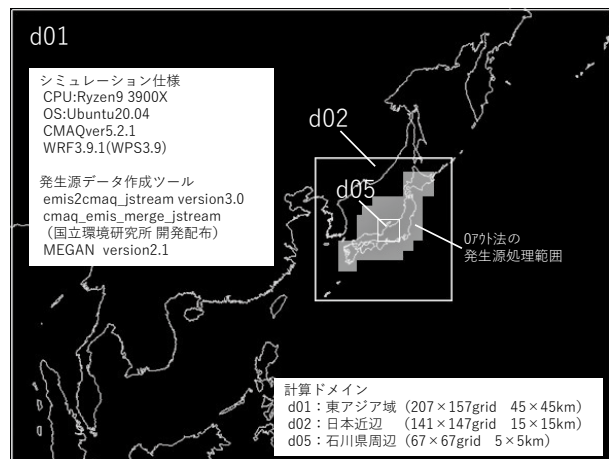 d01
シミュレーション仕様
CPU:Ryzen9 3900X
OS:Ubuntu20.04
CMAQver5.2.1
WRF3.9.1(WPS3.9)
発生源データ作成ツール
emis2cmaq_jstream version3.0
cmaq_emis_merge_jstream
（国立環境研究所 開発配布）
MEGAN version2.1
d02
d05
0ｱｳﾄ法の
発生源処理範囲
計算ドメイン
d01：東アジア域（207×157grid 45×45km）
d02：日本近辺 （141×147grid 15×15km）
d05：石川県周辺（67×67grid 5×5km）